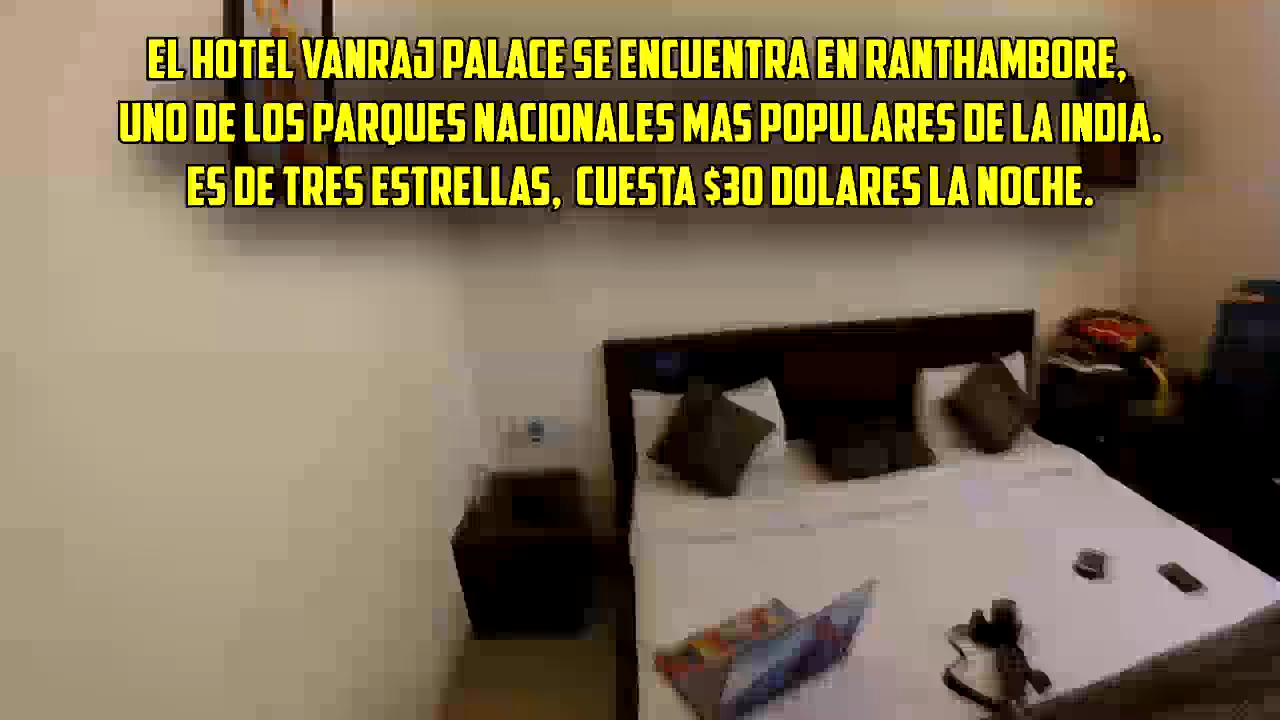 EL HOTEL VANRAJ PALACE SE ENCUENTRA EN RANTHAMBORE,
UNO DE LOS PARQUES NACIONALES MAS POPULARES DE LA INDIA.
ES DE TRES ESTRELLAS, CUESTA $30 DOLARES LA NOCHE.